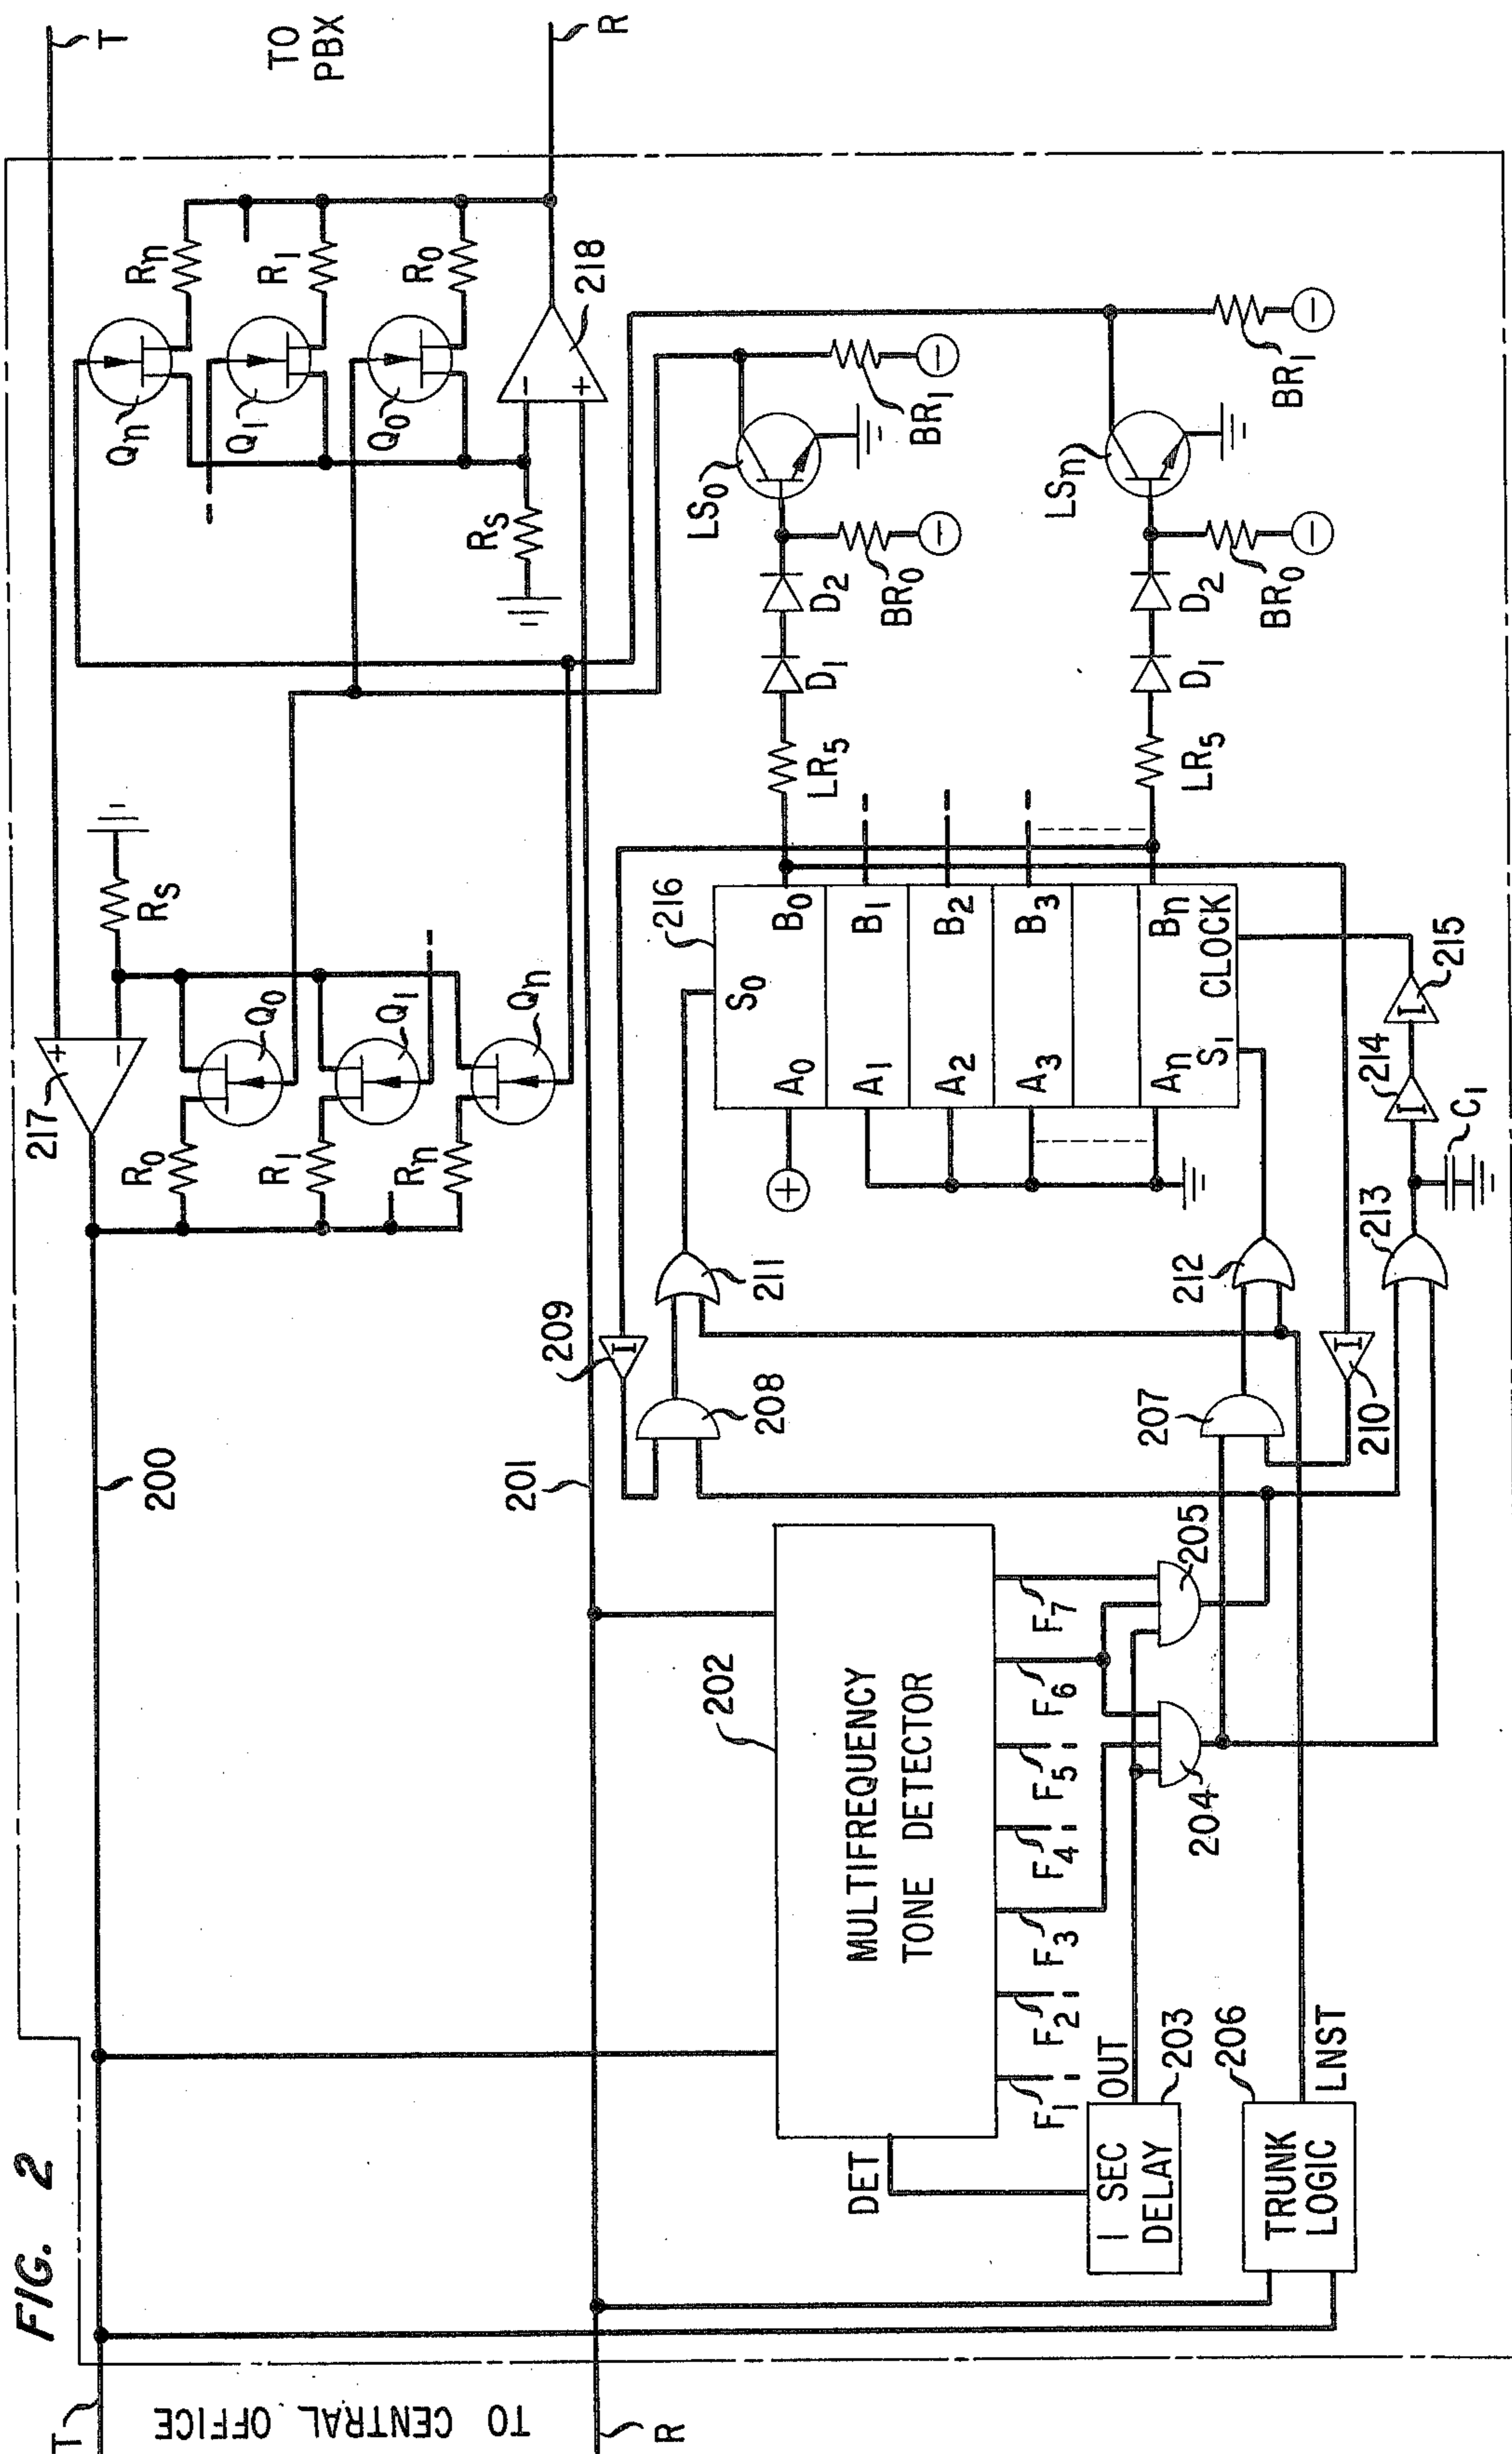 FIG. 2
T
TO CENTRAL OFFICE
R
200
201
217
+
−
R0
R1
Rn
Q0
Q1
Qn
RS
T
TO
PBX
R
Rn
R1
R0
Qn
Q1
Q0
−
+
218
RS
DET
202
MULTIFREQUENCY
TONE DETECTOR
F1
F2
F3
F4
F5
F6
F7
1 SEC
DELAY
OUT
203
TRUNK
LOGIC
206
LNST
204
205
207
208
I
209
I
210
211
212
213
C1
I
214
I
215
216
S0
A0
B0
A1
B1
A2
B2
A3
B3
An
Bn
S1
CLOCK
+
LR5
D1
D2
BR0
−
LS0
BR1
−
LR5
D1
D2
BR0
−
LSn
BR1
−